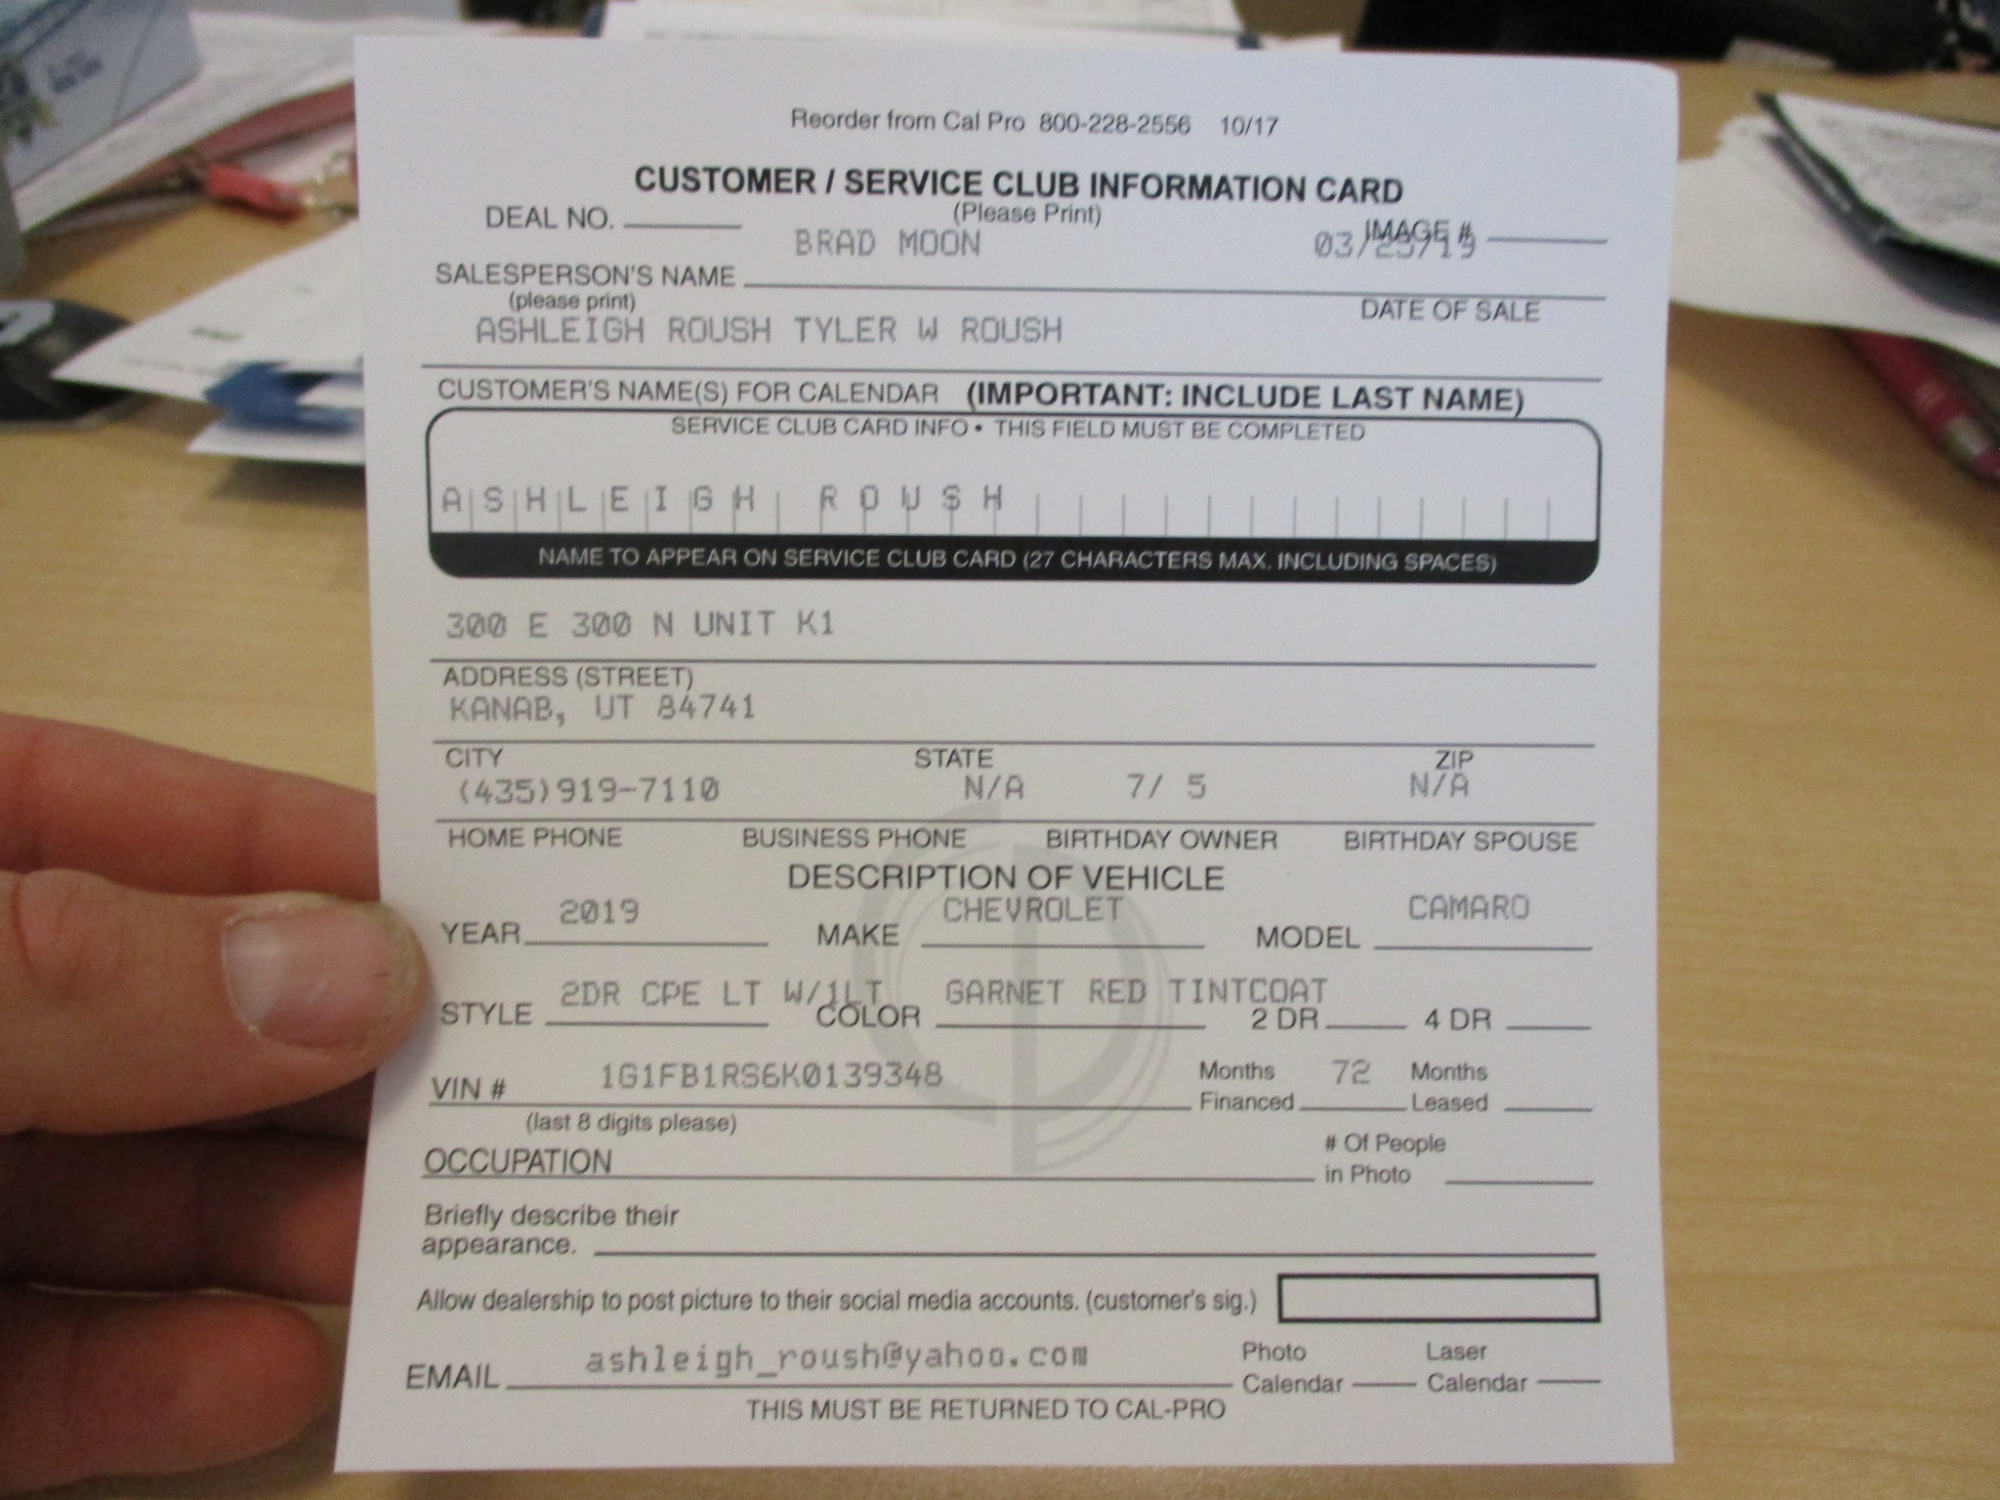 Reorder from Cal Pro 800-228-2556 10/17
CUSTOMER / SERVICE CLUB INFORMATION CARD
DEAL NO. (Please Print) IMAGE #
BRAD MOON 03/23/19
SALESPERSON'S NAME
(please print) DATE OF SALE
ASHLEIGH ROUSH TYLER W ROUSH
CUSTOMER'S NAME(S) FOR CALENDAR (IMPORTANT: INCLUDE LAST NAME)
SERVICE CLUB CARD INFO • THIS FIELD MUST BE COMPLETED
ASHLEIGH ROUSH
NAME TO APPEAR ON SERVICE CLUB CARD (27 CHARACTERS MAX. INCLUDING SPACES)
300 E 300 N UNIT K1
ADDRESS (STREET)
KANAB, UT 84741
CITY STATE ZIP
(435)919-7110 N/A 7/ 5 N/A
HOME PHONE BUSINESS PHONE BIRTHDAY OWNER BIRTHDAY SPOUSE
DESCRIPTION OF VEHICLE
YEAR 2019 MAKE CHEVROLET MODEL CAMARO
STYLE 2DR CPE LT W/1LT COLOR GARNET RED TINTCOAT 2 DR 4 DR
VIN # 1G1FB1RS6K0139348 Months Financed 72 Months Leased
(last 8 digits please)
OCCUPATION # Of People in Photo
Briefly describe their
appearance.
Allow dealership to post picture to their social media accounts. (customer's sig.)
EMAIL ashleigh_roush@yahoo.com Photo Calendar Laser Calendar
THIS MUST BE RETURNED TO CAL-PRO